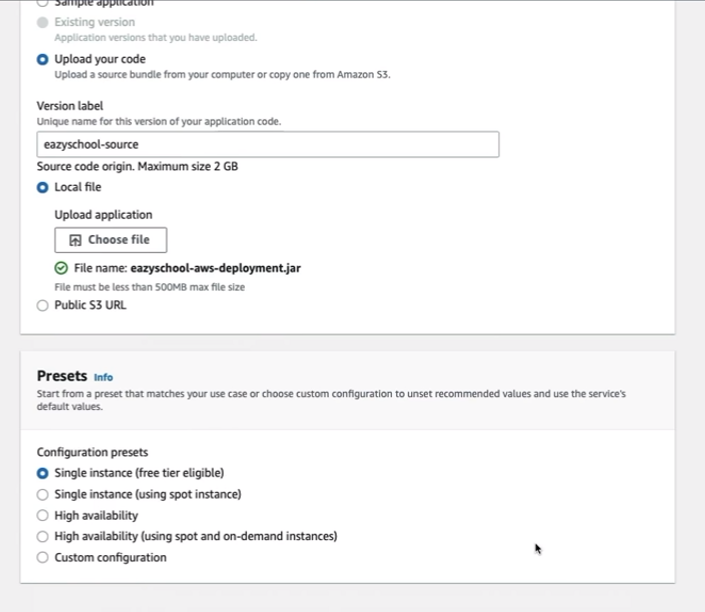 Sample application
Existing version
Application versions that you have uploaded.
Upload your code
Upload a source bundle from your computer or copy one from Amazon S3.
Version label
Unique name for this version of your application code.
eazyschool-source
Source code origin. Maximum size 2 GB
Local file
Upload application
Choose file
File name: eazyschool-aws-deployment.jar
File must be less than 500MB max file size
Public S3 URL
Presets Info
Start from a preset that matches your use case or choose custom configuration to unset recommended values and use the service's
default values.
Configuration presets
Single instance (free tier eligible)
Single instance (using spot instance)
High availability
High availability (using spot and on-demand instances)
Custom configuration